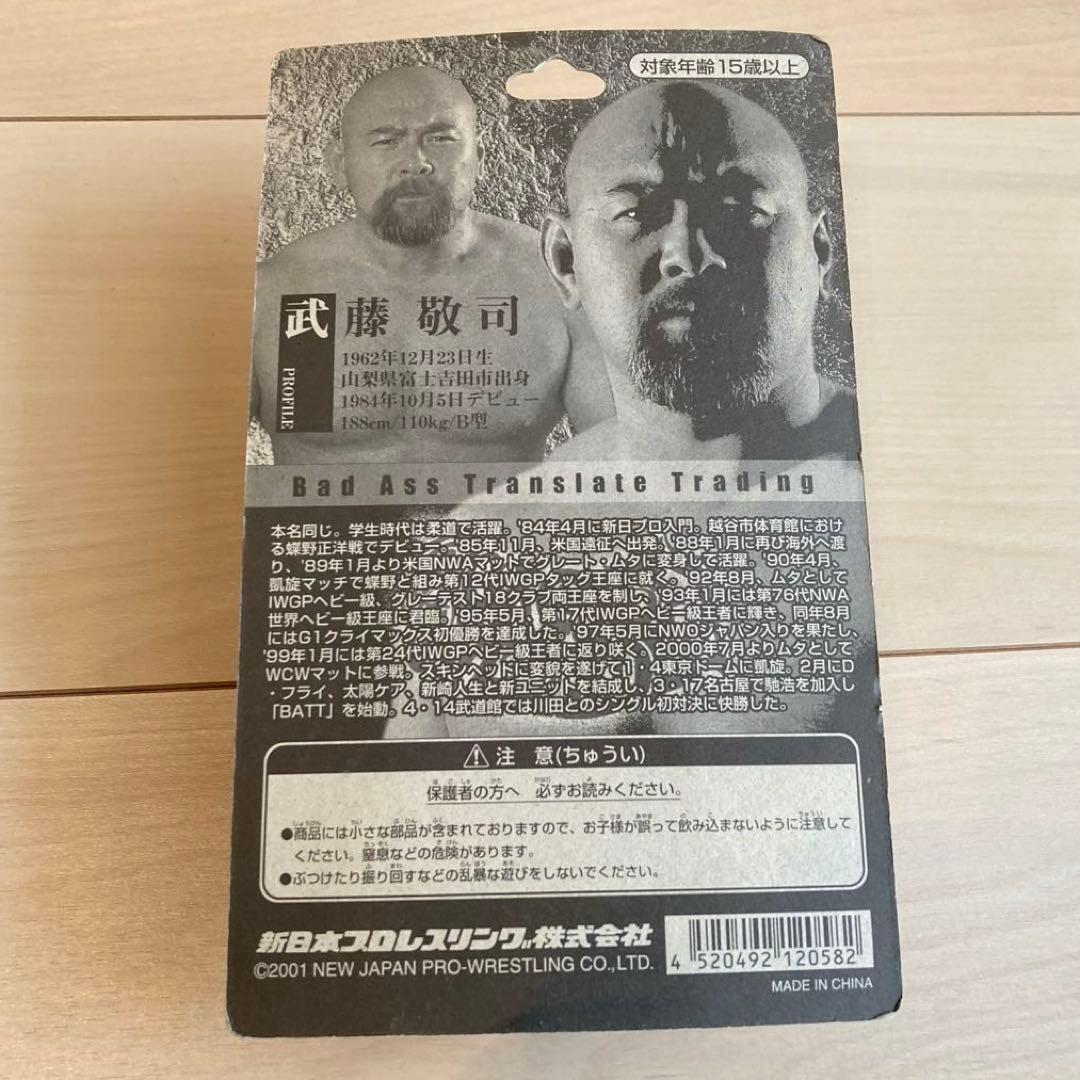 対象年齢15歳以上
武藤 敬司
PROFILE
1962年12月23日生
山梨県富士吉田市出身
1984年10月5日デビュー
188cm/110kg/B型
Bad Ass Translate Trading
本名同じ。学生時代は柔道で活躍。'84年4月に新日プロ入門。越谷市体育館におけ
る蝶野正洋戦でデビュー。'85年11月、米国遠征へ出発。'88年1月に再び海外へ渡
り、'89年1月より米国NWAマットでグレート・ムタに変身して活躍。'90年4月、
凱旋マッチで蝶野と組み第12代IWGPタッグ王座に就く。'92年8月、ムタとして
IWGPヘビー級、グレーテスト18クラブ両王座を制し、'93年1月には第76代NWA
世界ヘビー級王座に君臨。'95年5月、第17代IWGPヘビー級王者に輝き、同年8月
にはG1クライマックス初優勝を達成した。'97年5月にNWOジャパン入りを果たし、
'99年1月には第24代IWGPヘビー級王者に返り咲く。2000年7月よりムタとして
WCWマットに参戦。スキンヘッドに変貌を遂げて1・4東京ドームに凱旋。2月にD
・フライ、太陽ケア、新崎人生と新ユニットを結成し、3・17名古屋で馳浩を加入し
「BATT」を始動。4・14武道館では川田とのシングル初対決に快勝した。
注 意(ちゅうい)
保護者の方へ 必ずお読みください。
●商品には小さな部品が含まれておりますので、お子様が誤って飲み込まないように注意して
ください。窒息などの危険があります。
●ぶつけたり振り回すなどの乱暴な遊びをしないでください。
新日本プロレスリング株式会社
©2001 NEW JAPAN PRO-WRESTLING CO.,LTD.
4 520492 120582
MADE IN CHINA